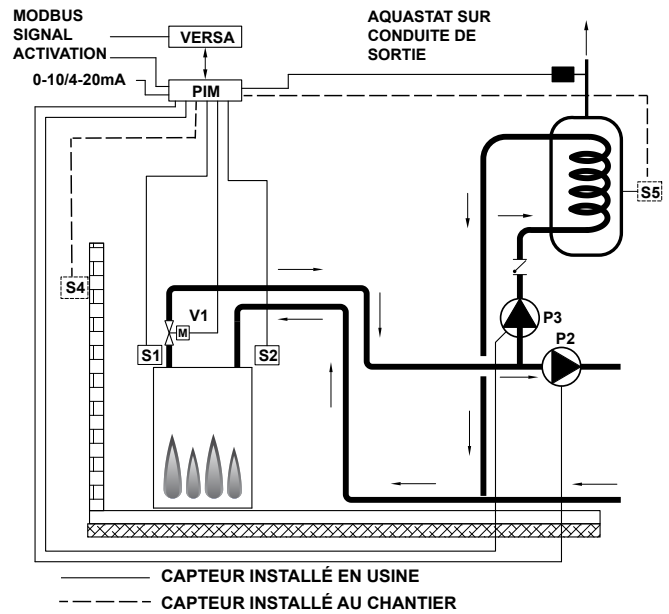 MODBUS
SIGNAL
ACTIVATION
0-10/4-20mA
VERSA
PIM
AQUASTAT SUR
CONDUITE DE
SORTIE
S5
S4
V1
M
S1
S2
P3
P2
CAPTEUR INSTALLÉ EN USINE
CAPTEUR INSTALLÉ AU CHANTIER